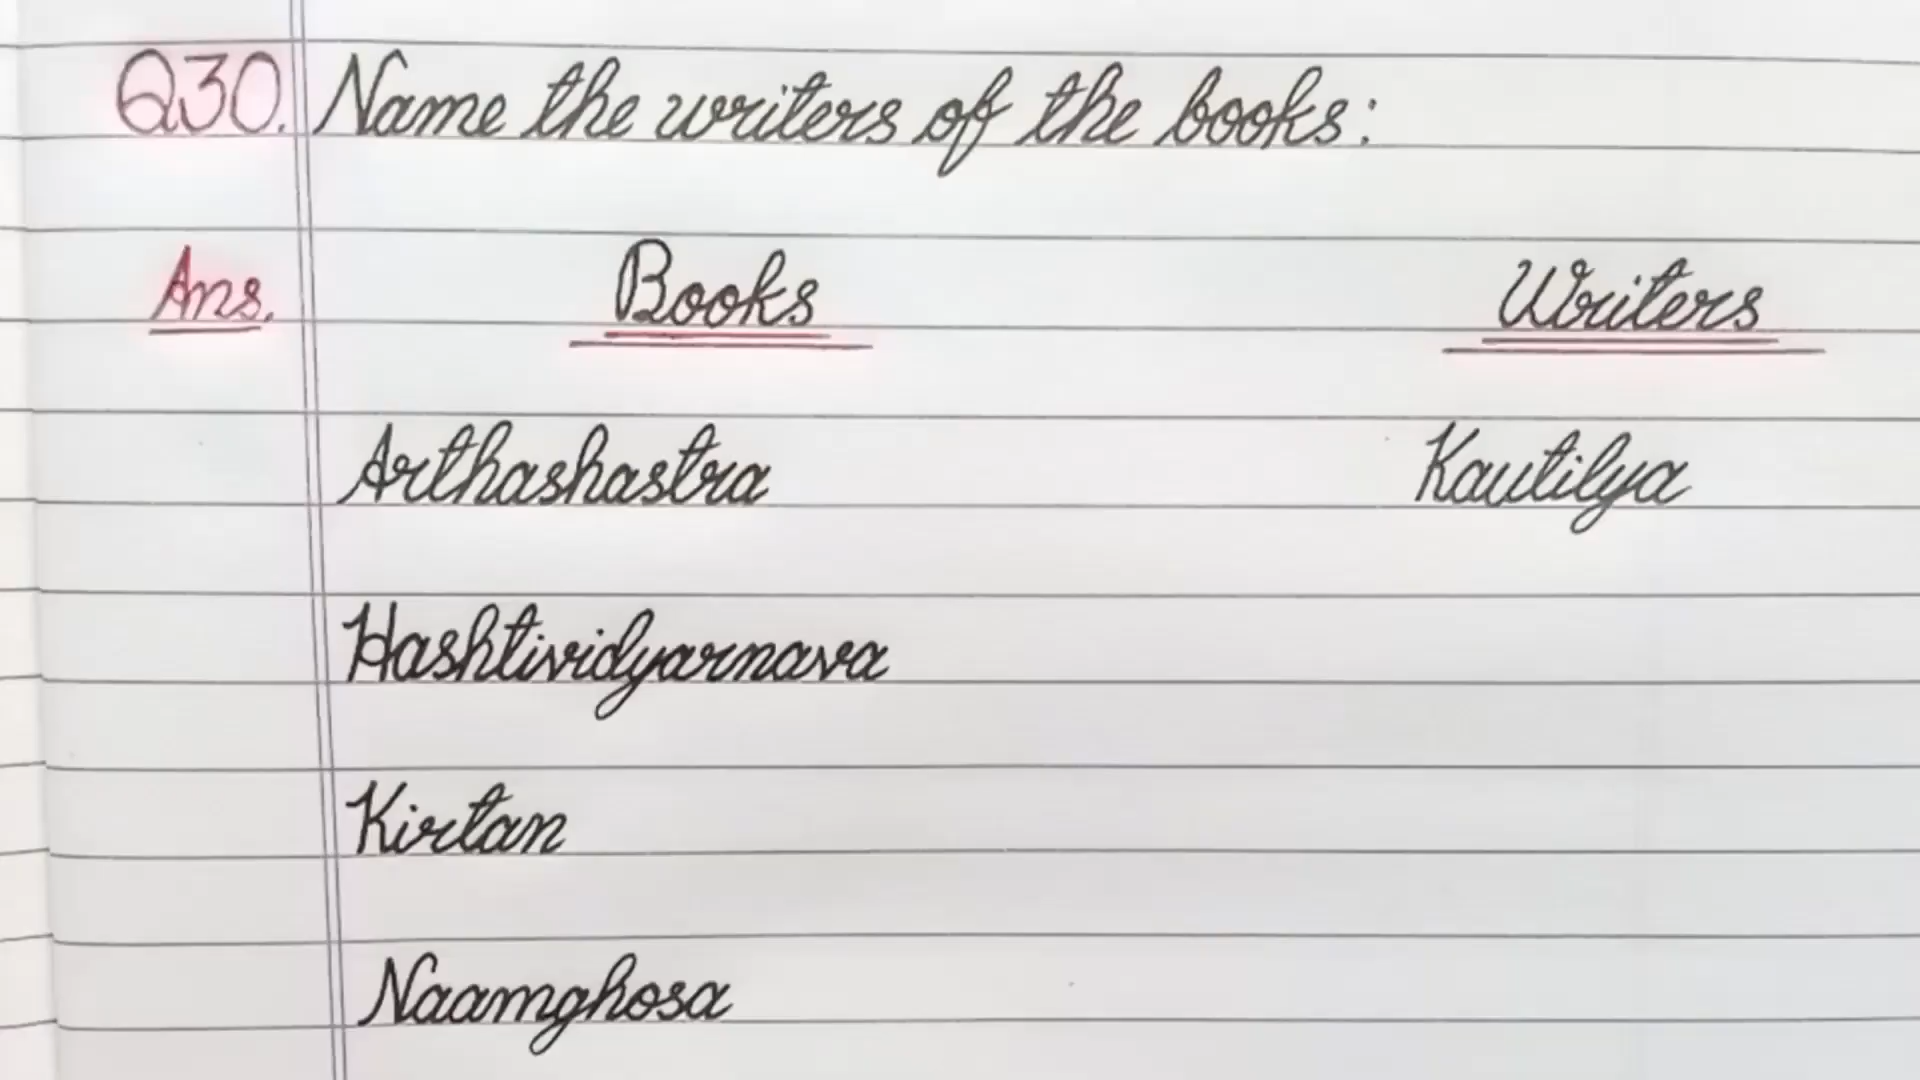 Q30. Name the writers of the books:
Ans. Books Writers
Arthashastra Kautilya
Hashtividyarnava
Kirtan
Naamghosa